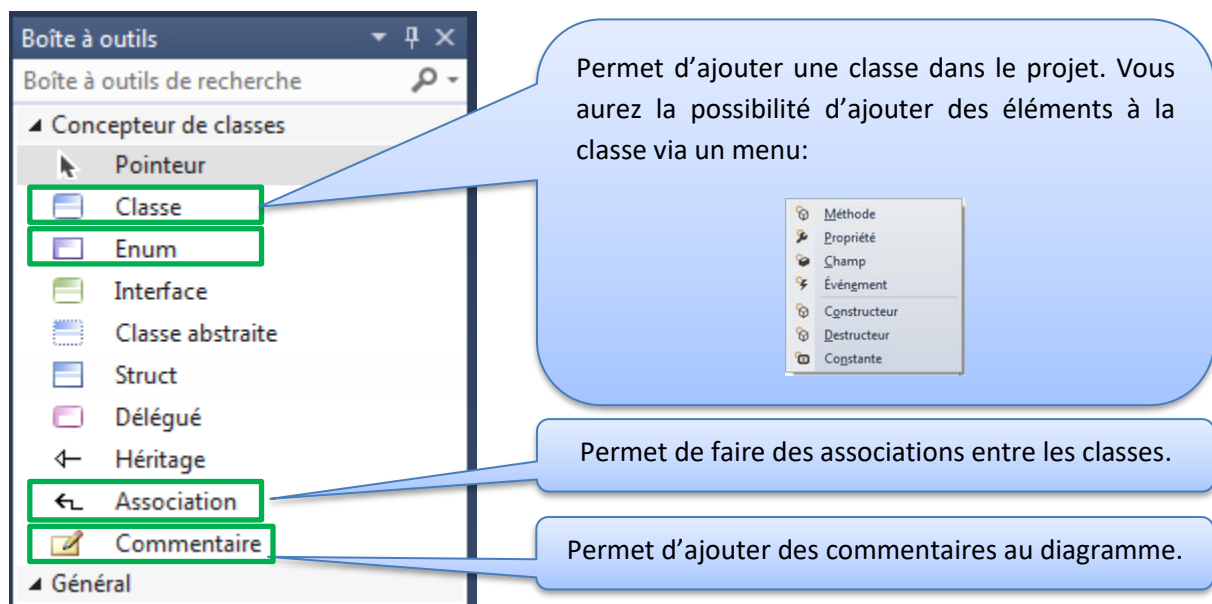 Boîte à outils
Boîte à outils de recherche
Concepteur de classes
Pointeur
Classe
Enum
Interface
Classe abstraite
Struct
Délégué
Héritage
Association
Commentaire
Général
Permet d’ajouter une classe dans le projet. Vous
aurez la possibilité d’ajouter des éléments à la
classe via un menu:
Méthode
Propriété
Champ
Événement
Constructeur
Destructeur
Constante
Permet de faire des associations entre les classes.
Permet d’ajouter des commentaires au diagramme.